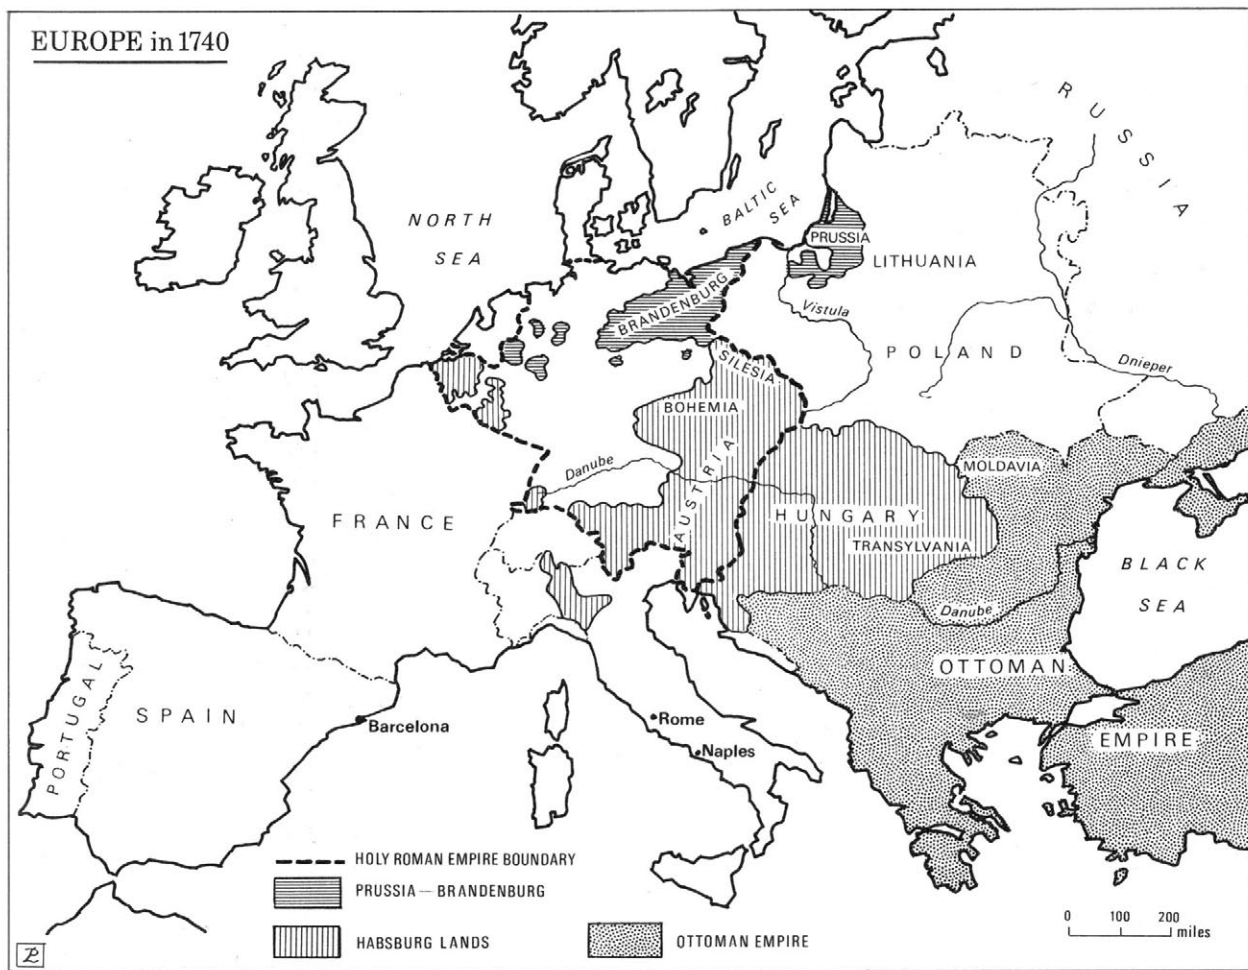 EUROPE in 1740
RUSSIA
NORTH
SEA
BALTIC
SEA
PRUSSIA
LITHUANIA
BRANDENBURG
Vistula
POLAND
Dnieper
SILESIA
BOHEMIA
Danube
AUSTRIA
MOLDAVIA
HUNGARY
TRANSYLVANIA
FRANCE
BLACK
SEA
Danube
OTTOMAN
EMPIRE
PORTUGAL
SPAIN
Barcelona
Rome
Naples
HOLY ROMAN EMPIRE BOUNDARY
PRUSSIA — BRANDENBURG
HABSBURG LANDS
OTTOMAN EMPIRE
0 100 200
miles